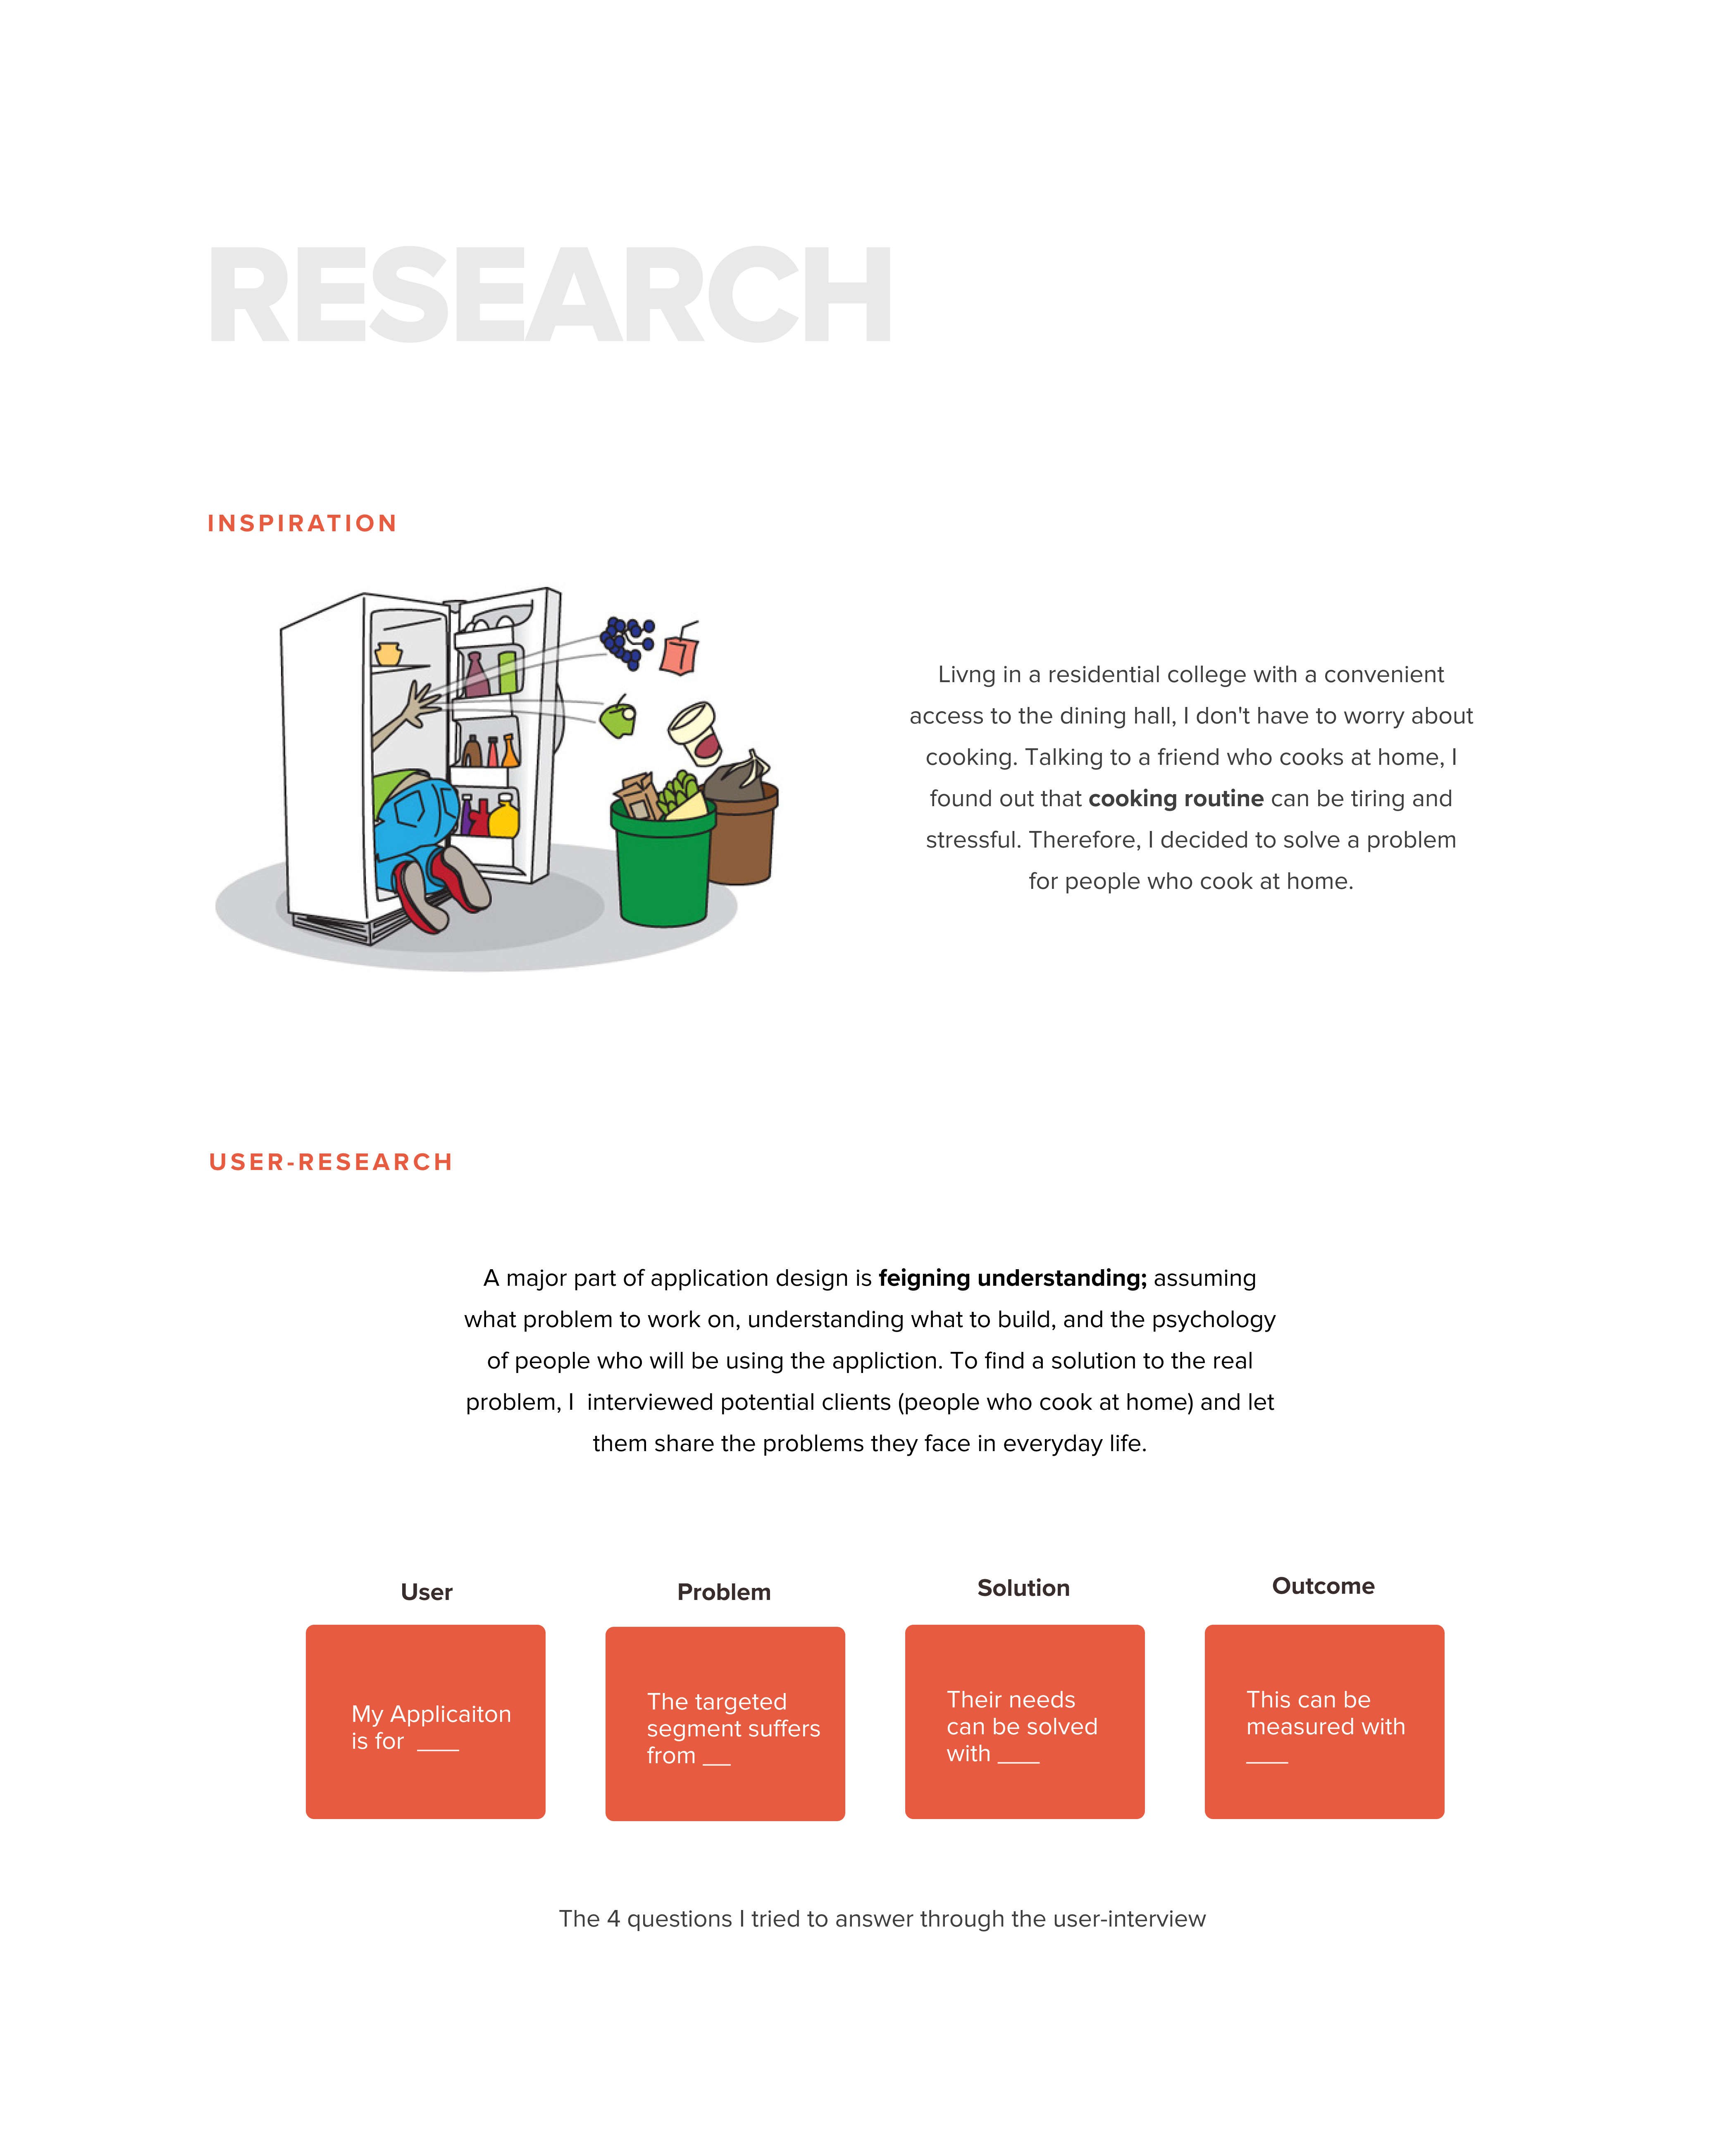 RESEARCH
INSPIRATION
Livng in a residential college with a convenient
access to the dining hall, I don't have to worry about
cooking. Talking to a friend who cooks at home, I
found out that cooking routine can be tiring and
stressful. Therefore, I decided to solve a problem
for people who cook at home.
USER-RESEARCH
A major part of application design is feigning understanding; assuming
what problem to work on, understanding what to build, and the psychology
of people who will be using the appliction. To find a solution to the real
problem, I  interviewed potential clients (people who cook at home) and let
them share the problems they face in everyday life.
User
My Applicaiton
is for ___
Problem
The targeted
segment suffers
from __
Solution
Their needs
can be solved
with ___
Outcome
This can be
measured with
___
The 4 questions I tried to answer through the user-interview